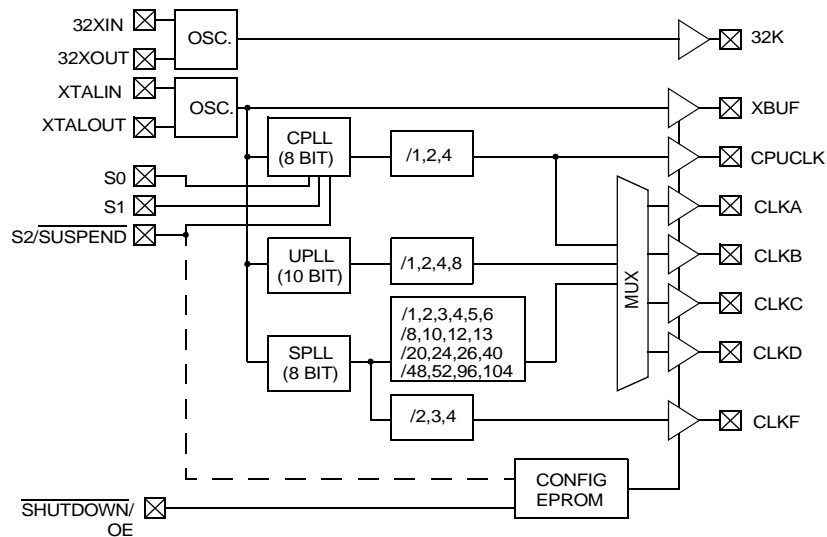 32XIN
OSC.
32K
32XOUT
XTALIN
OSC.
XBUF
XTALOUT
CPLL
(8 BIT)
/1,2,4
CPUCLK
S0
S1
CLKA
S2/SUSPEND
UPLL
(10 BIT)
/1,2,4,8
MUX
CLKB
CLKC
SPLL
(8 BIT)
/1,2,3,4,5,6
/8,10,12,13
/20,24,26,40
/48,52,96,104
CLKD
/2,3,4
CLKF
CONFIG
EPROM
SHUTDOWN/
OE